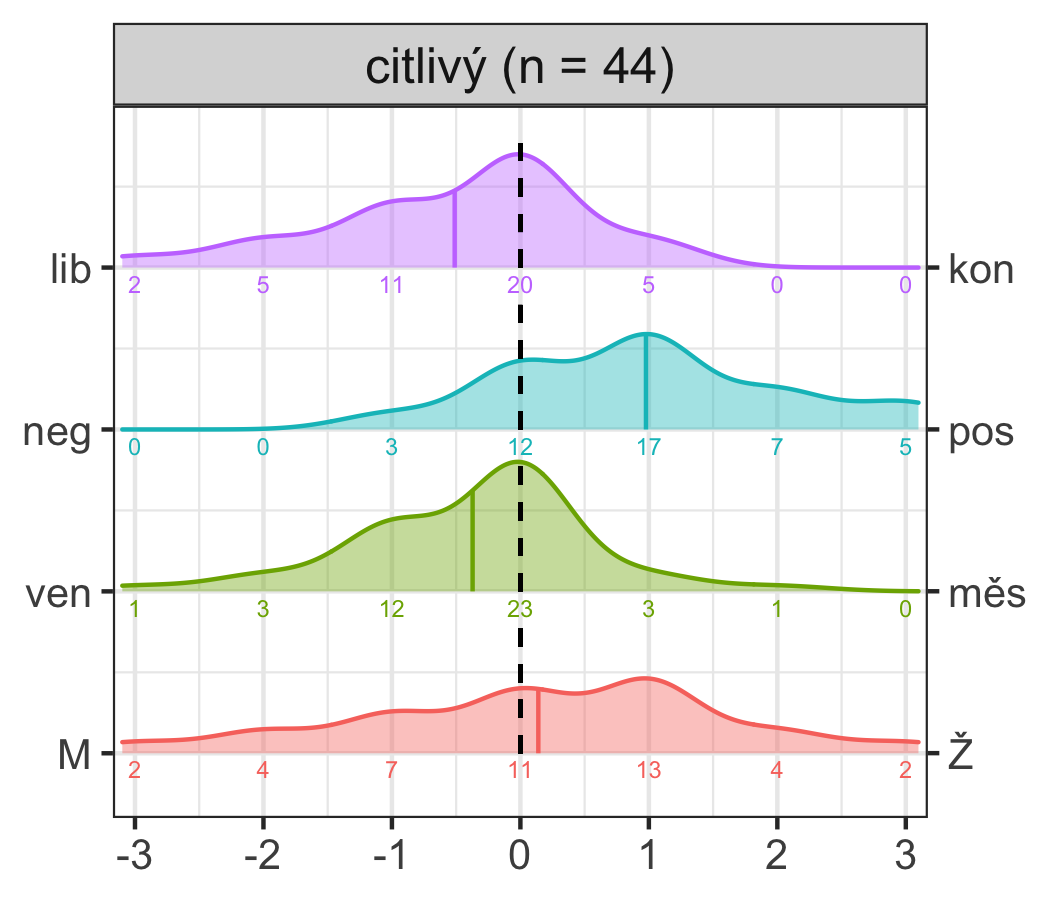 citlivý (n = 44)
lib kon
2 5 11 20 5 0 0
neg pos
0 0 3 12 17 7 5
ven měs
1 3 12 23 3 1 0
M Ž
2 4 7 11 13 4 2
-3 -2 -1 0 1 2 3